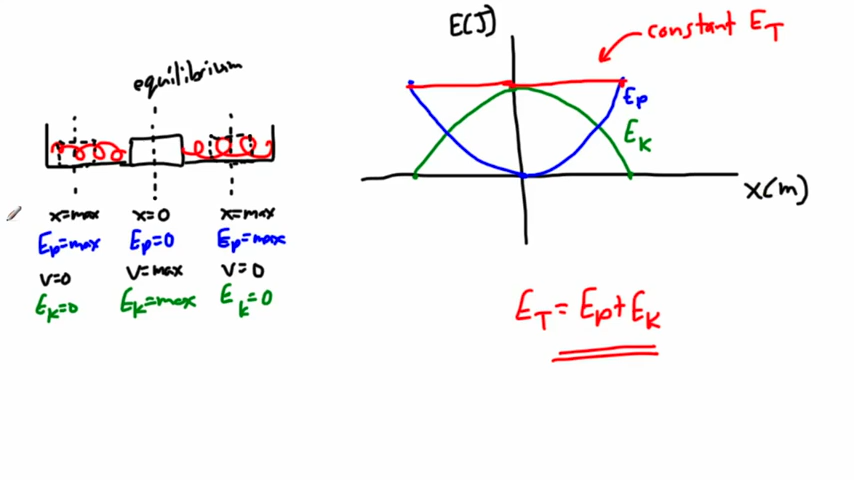 equilibrium
x=max x=0 x=max
Ep=max Ep=0 Ep=max
v=0 v=max v=0
Ek=0 Ek=max Ek=0
E(J)
constant ET
Ep
EK
x(m)
ET = Ep + EK